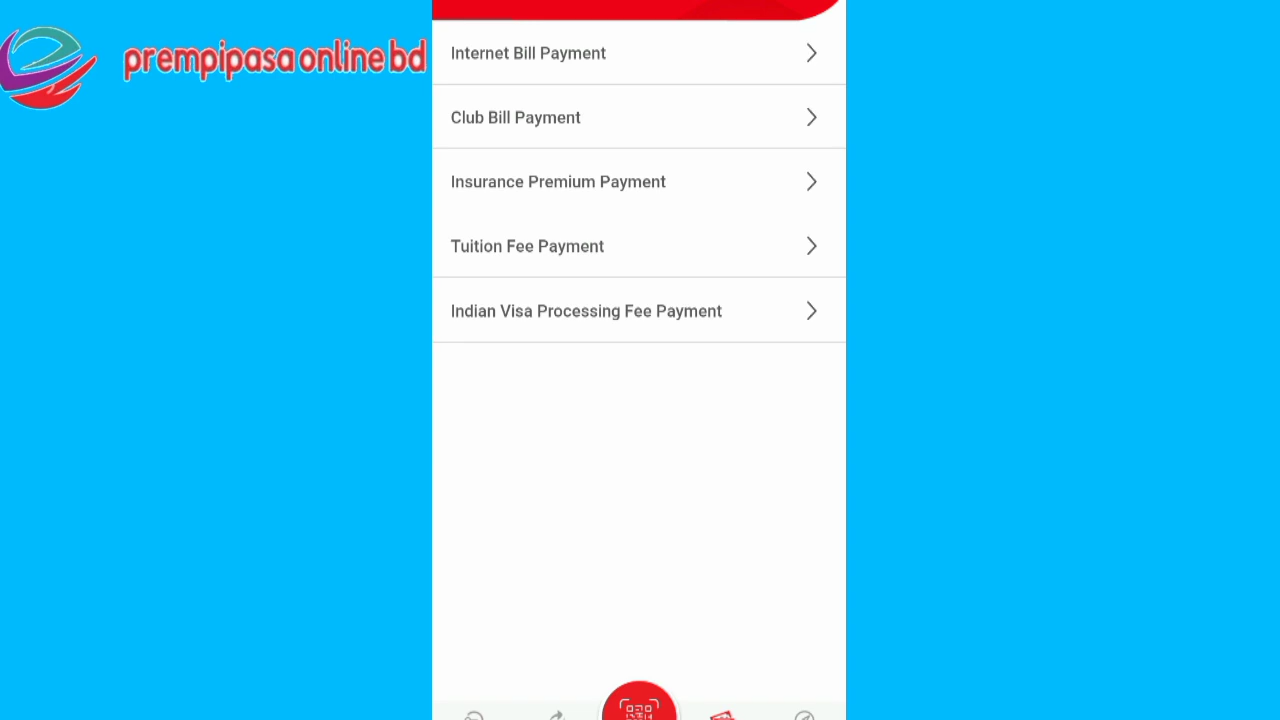 prempipasa online bd
Internet Bill Payment
Club Bill Payment
Insurance Premium Payment
Tuition Fee Payment
Indian Visa Processing Fee Payment